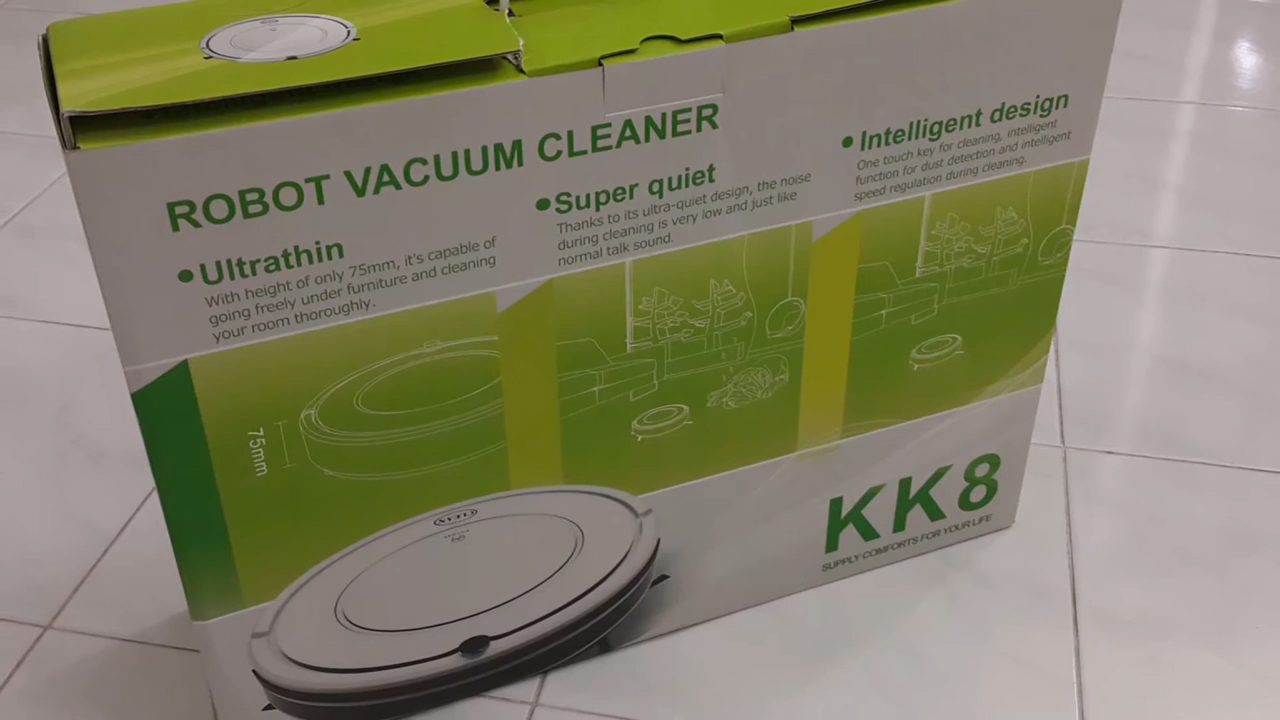 ROBOT VACUUM CLEANER
•Ultrathin
With height of only 75mm, it's capable of
going freely under furniture and cleaning
your room thoroughly.
•Super quiet
Thanks to its ultra-quiet design, the noise
during cleaning is very low and just like
normal talk sound.
•Intelligent design
One touch key for cleaning, intelligent
function for dust detection and intelligent
speed regulation during cleaning.
75mm
CLEAN
KK8
SUPPLY COMFORTS FOR YOUR LIFE